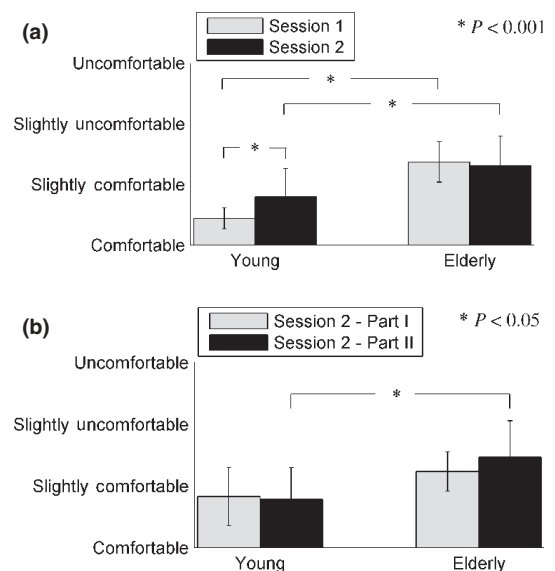 (a)
Session 1
Session 2
* P < 0.001
Uncomfortable
Slightly uncomfortable
Slightly comfortable
Comfortable
*
*
*
Young
Elderly
(b)
Session 2 - Part I
Session 2 - Part II
* P < 0.05
Uncomfortable
Slightly uncomfortable
Slightly comfortable
Comfortable
*
Young
Elderly